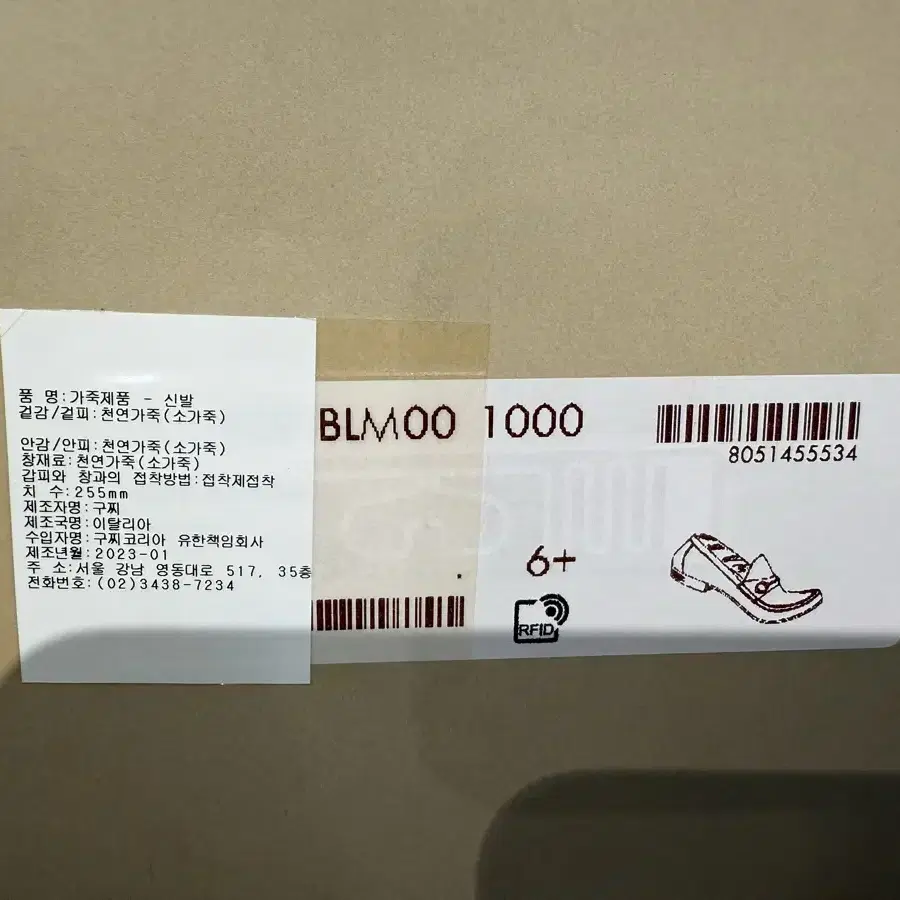 품 명:가죽제품 - 신발
겉감/겉피:천연가죽(소가죽)
안감/안피:천연가죽(소가죽)
창재료:천연가죽(소가죽)
갑피와 창과의 접착방법:접착제접착
치 수:255mm
제조자명:구찌
제조국명:이탈리아
수입자명:구찌코리아 유한책임회사
제조년월:2023-01
주 소:서울 강남 영동대로 517, 35층
전화번호:(02)3438-7234
BLM00 1000
8051455534
6+
RFID